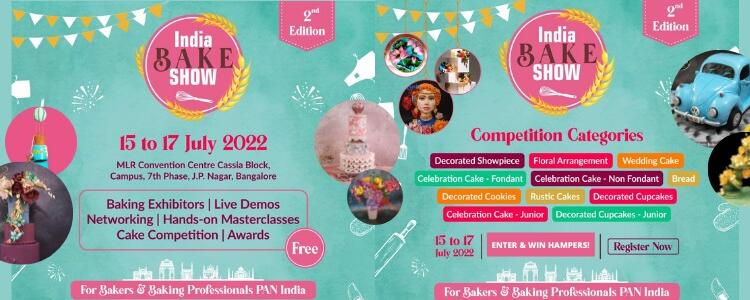 2nd
Edition
India
BAKE
SHOW
15 to 17 July 2022
MLR Convention Centre Cassia Block,
Campus, 7th Phase, J.P. Nagar, Bangalore
Baking Exhibitors | Live Demos
Networking | Hands-on Masterclasses
Cake Competition | Awards
Free
For Bakers & Baking Professionals PAN India
2nd
Edition
India
BAKE
SHOW
Competition Categories
Decorated Showpiece Floral Arrangement Wedding Cake
Celebration Cake - Fondant Celebration Cake - Non Fondant Bread
Decorated Cookies Rustic Cakes Decorated Cupcakes
Celebration Cake - Junior Decorated Cupcakes - Junior
15 to 17
July 2022
ENTER & WIN HAMPERS!
Register Now
For Bakers & Baking Professionals PAN India